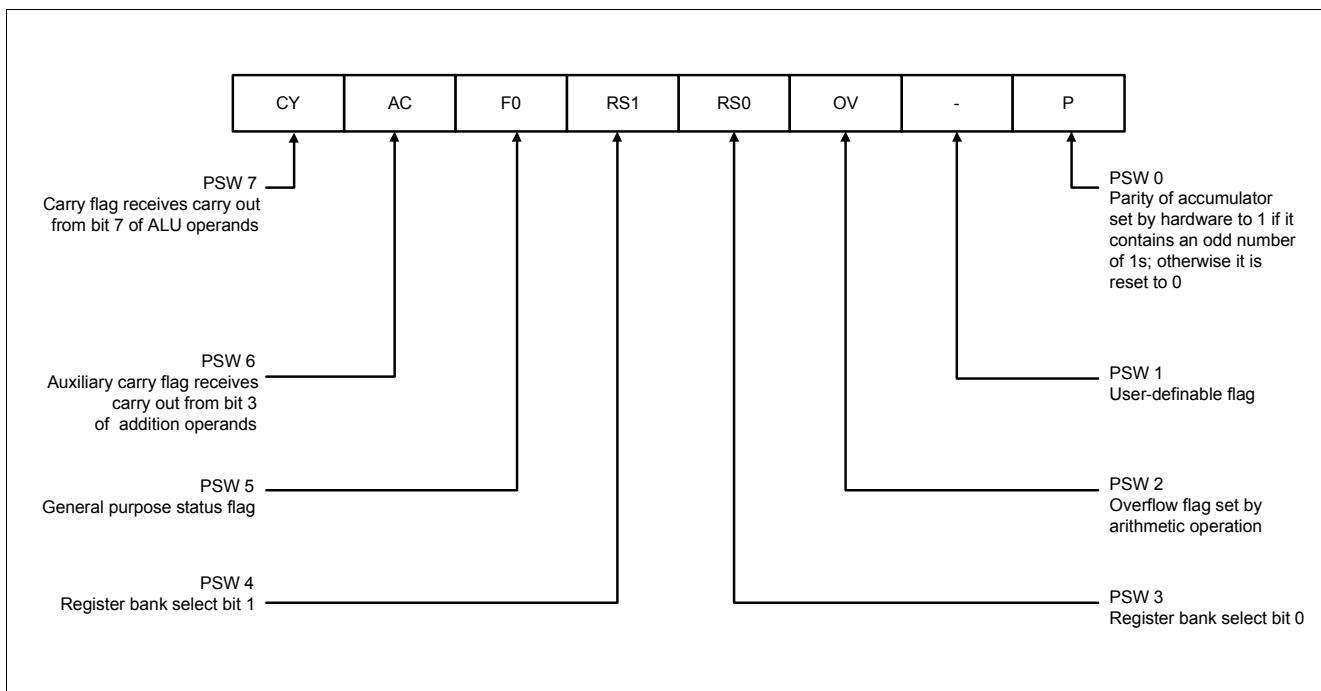 CY AC F0 RS1 RS0 OV - P
PSW 7
Carry flag receives carry out
from bit 7 of ALU operands
PSW 0
Parity of accumulator
set by hardware to 1 if it
contains an odd number
of 1s; otherwise it is
reset to 0
PSW 6
Auxiliary carry flag receives
carry out from bit 3
of addition operands
PSW 1
User-definable flag
PSW 5
General purpose status flag
PSW 2
Overflow flag set by
arithmetic operation
PSW 4
Register bank select bit 1
PSW 3
Register bank select bit 0